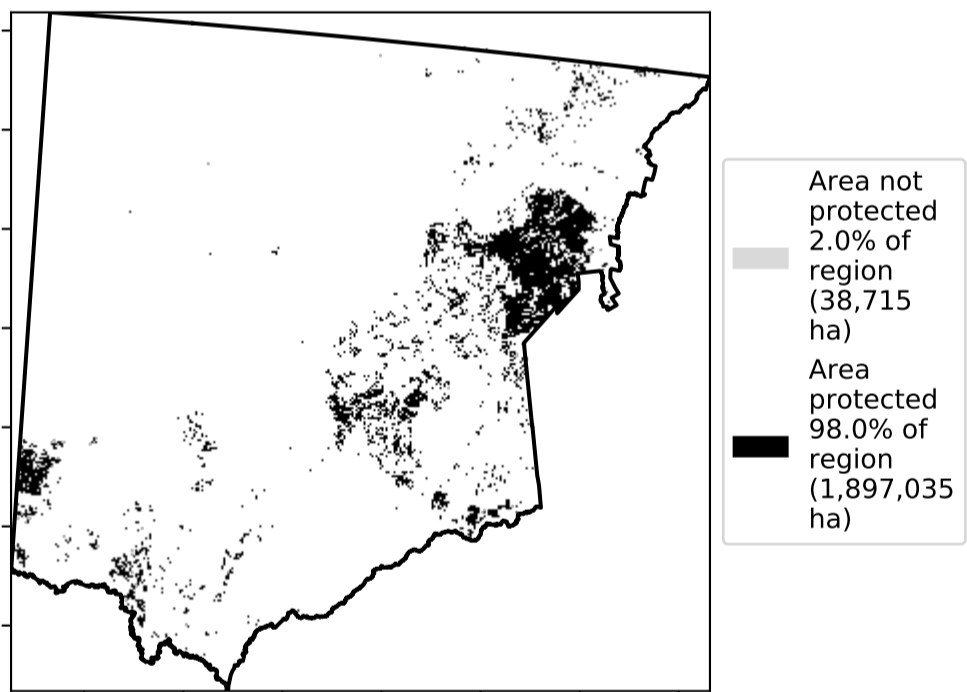 Area not
protected
2.0% of
region
(38,715
ha)
Area
protected
98.0% of
region
(1,897,035
ha)